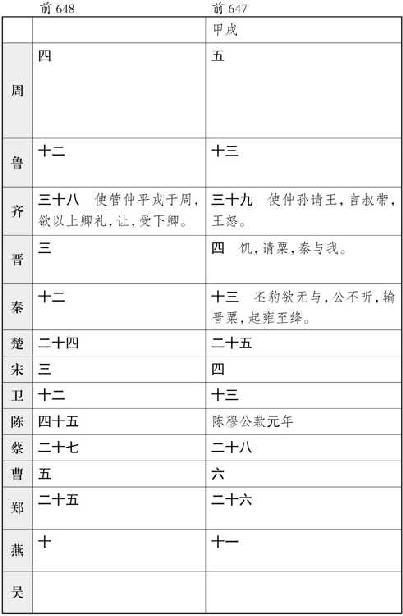 前648 前647
甲戌
周 四 五
鲁 十二 十三
齐 三十八 使管仲平戎于周, 三十九 使仲孙请王,言叔带,
欲以上卿礼,让,受下卿。 王怒。
晋 三 四 饥,请粟,秦与我。
秦 十二 十三 丕豹欲无与,公不听,输
晋粟,起雍至绛。
楚 二十四 二十五
宋 三 四
卫 十二 十三
陈 四十五 陈穆公款元年
蔡 二十七 二十八
曹 五 六
郑 二十五 二十六
燕 十 十一
吴